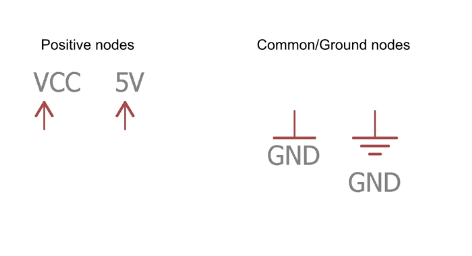 Positive nodes
Common/Ground nodes
VCC
5V
GND
GND